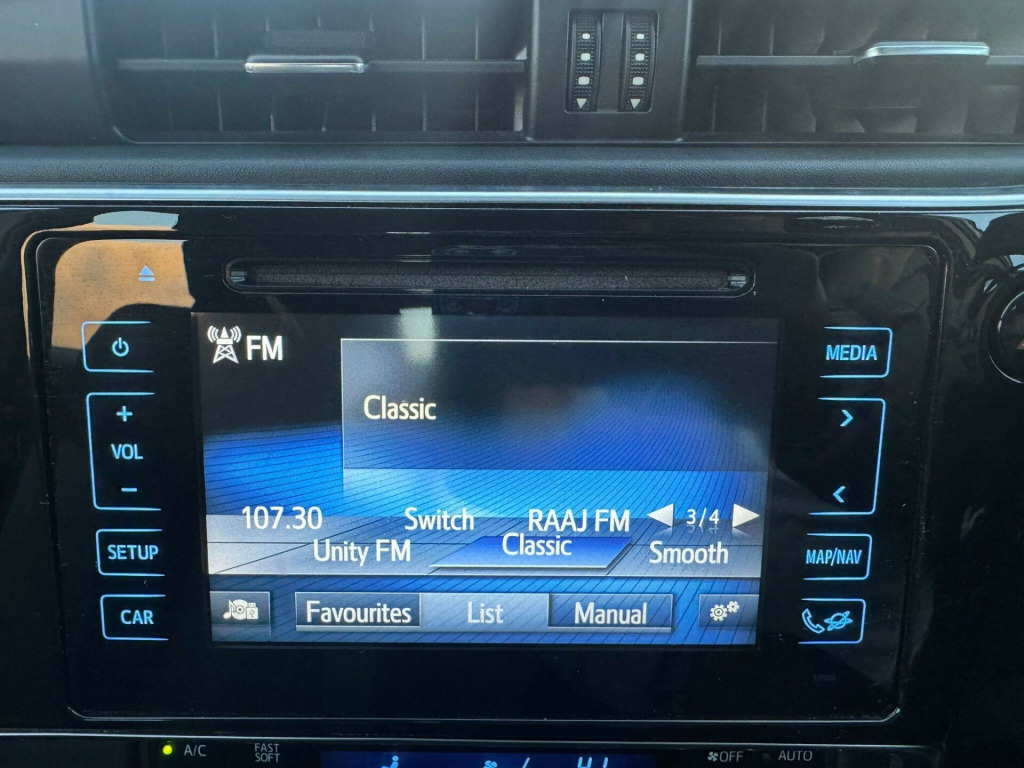 FM
MEDIA
Classic
+
VOL
-
107.30 Switch RAAJ FM 3/4
Unity FM Classic Smooth
SETUP
MAP/NAV
Favourites List Manual
CAR
A/C FAST SOFT OFF AUTO